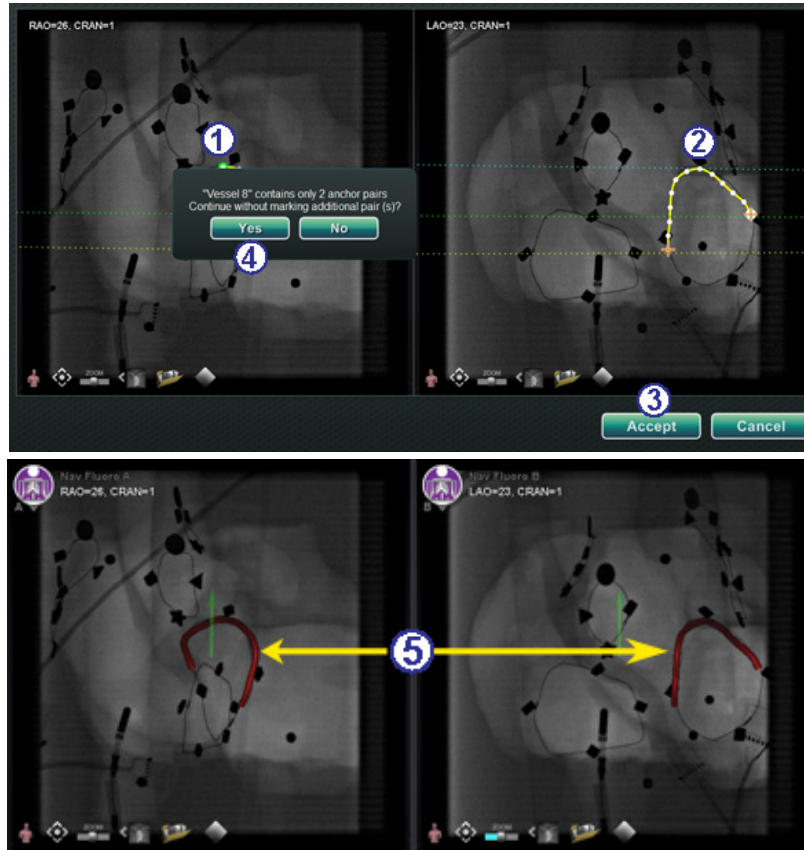 RAO=26, CRAN=1
LAO=23, CRAN=1
1
2
"Vessel 8" contains only 2 anchor pairs
Continue without marking additional pair (s)?
Yes
No
4
ZOOM
ZOOM
3
Accept
Cancel
Nav Fluoro A
RAO=26, CRAN=1
A
Nav Fluoro B
LAO=23, CRAN=1
B
5
ZOOM
ZOOM